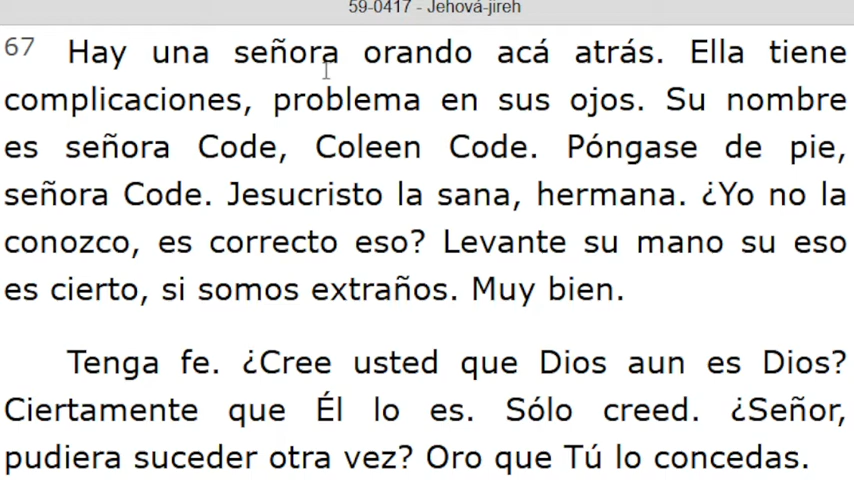 59-0417 - Jehová-jireh
67 Hay una señora orando acá atrás. Ella tiene
complicaciones, problema en sus ojos. Su nombre
es señora Code, Coleen Code. Póngase de pie,
señora Code. Jesucristo la sana, hermana. ¿Yo no la
conozco, es correcto eso? Levante su mano su eso
es cierto, si somos extraños. Muy bien.
Tenga fe. ¿Cree usted que Dios aun es Dios?
Ciertamente que Él lo es. Sólo creed. ¿Señor,
pudiera suceder otra vez? Oro que Tú lo concedas.